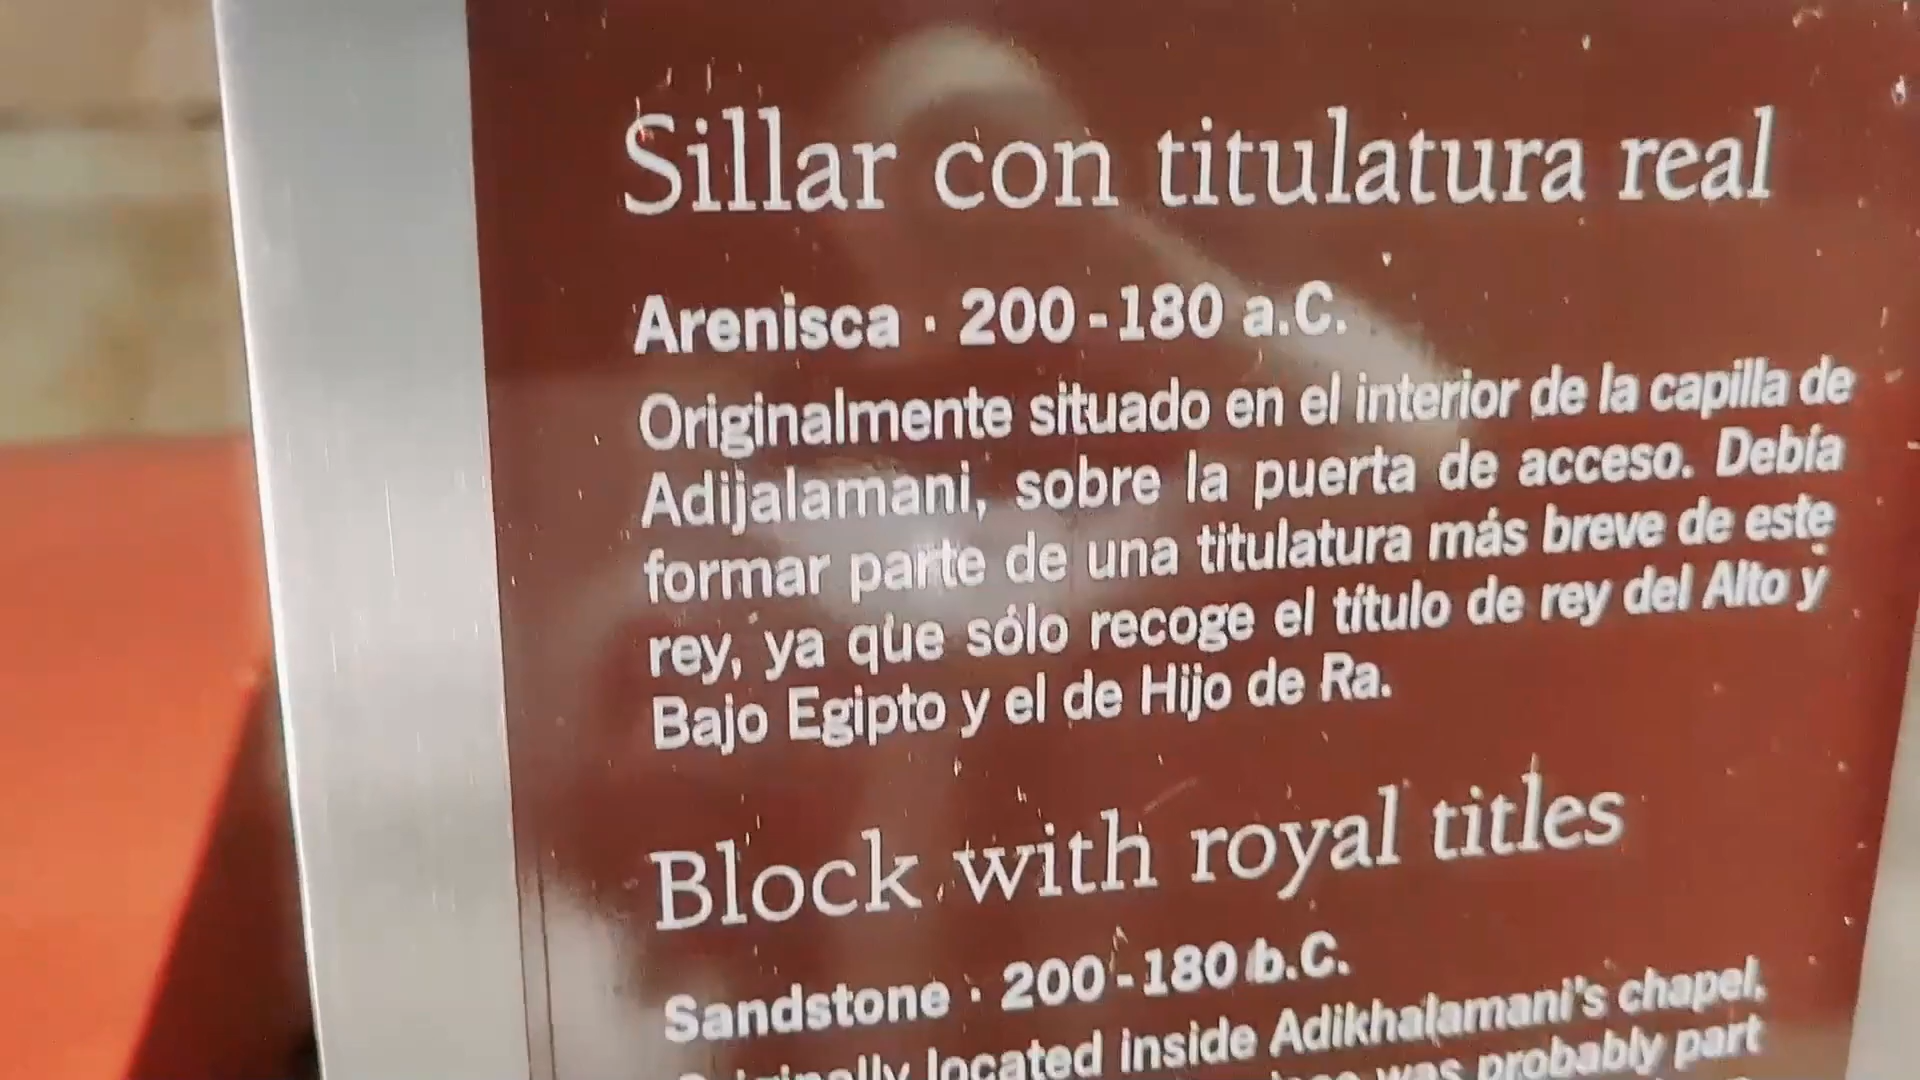 Sillar con titulatura real
Arenisca · 200 - 180 a.C.
Originalmente situado en el interior de la capilla de
Adijalamani, sobre la puerta de acceso. Debía
formar parte de una titulatura más breve de este
rey, ya que sólo recoge el título de rey del Alto y
Bajo Egipto y el de Hijo de Ra.
Block with royal titles
Sandstone · 200 - 180 b.C.
located inside Adikhalamani's chapel,
was probably part